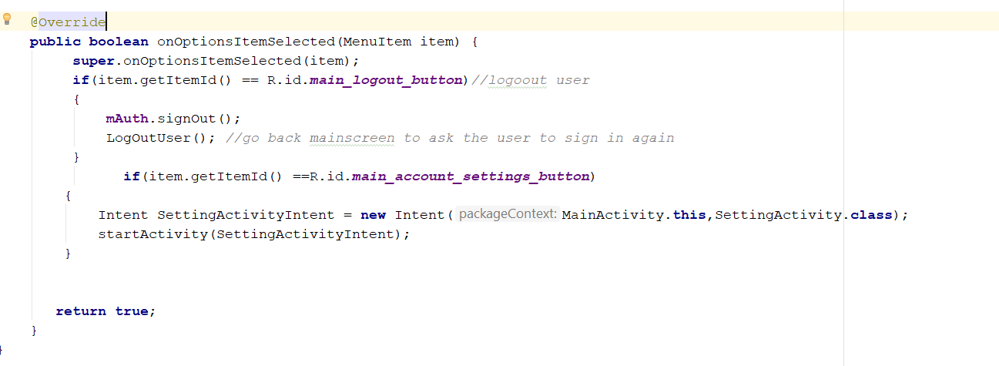 @Override
public boolean onOptionsItemSelected(MenuItem item) {
super.onOptionsItemSelected(item);
if(item.getItemId() == R.id.main_logout_button)//logoout user
{
mAuth.signOut();
LogOutUser(); //go back mainscreen to ask the user to sign in again
}
if(item.getItemId() ==R.id.main_account_settings_button)
{
Intent SettingActivityIntent = new Intent( packageContext: MainActivity.this,SettingActivity.class);
startActivity(SettingActivityIntent);
}
return true;
}
}